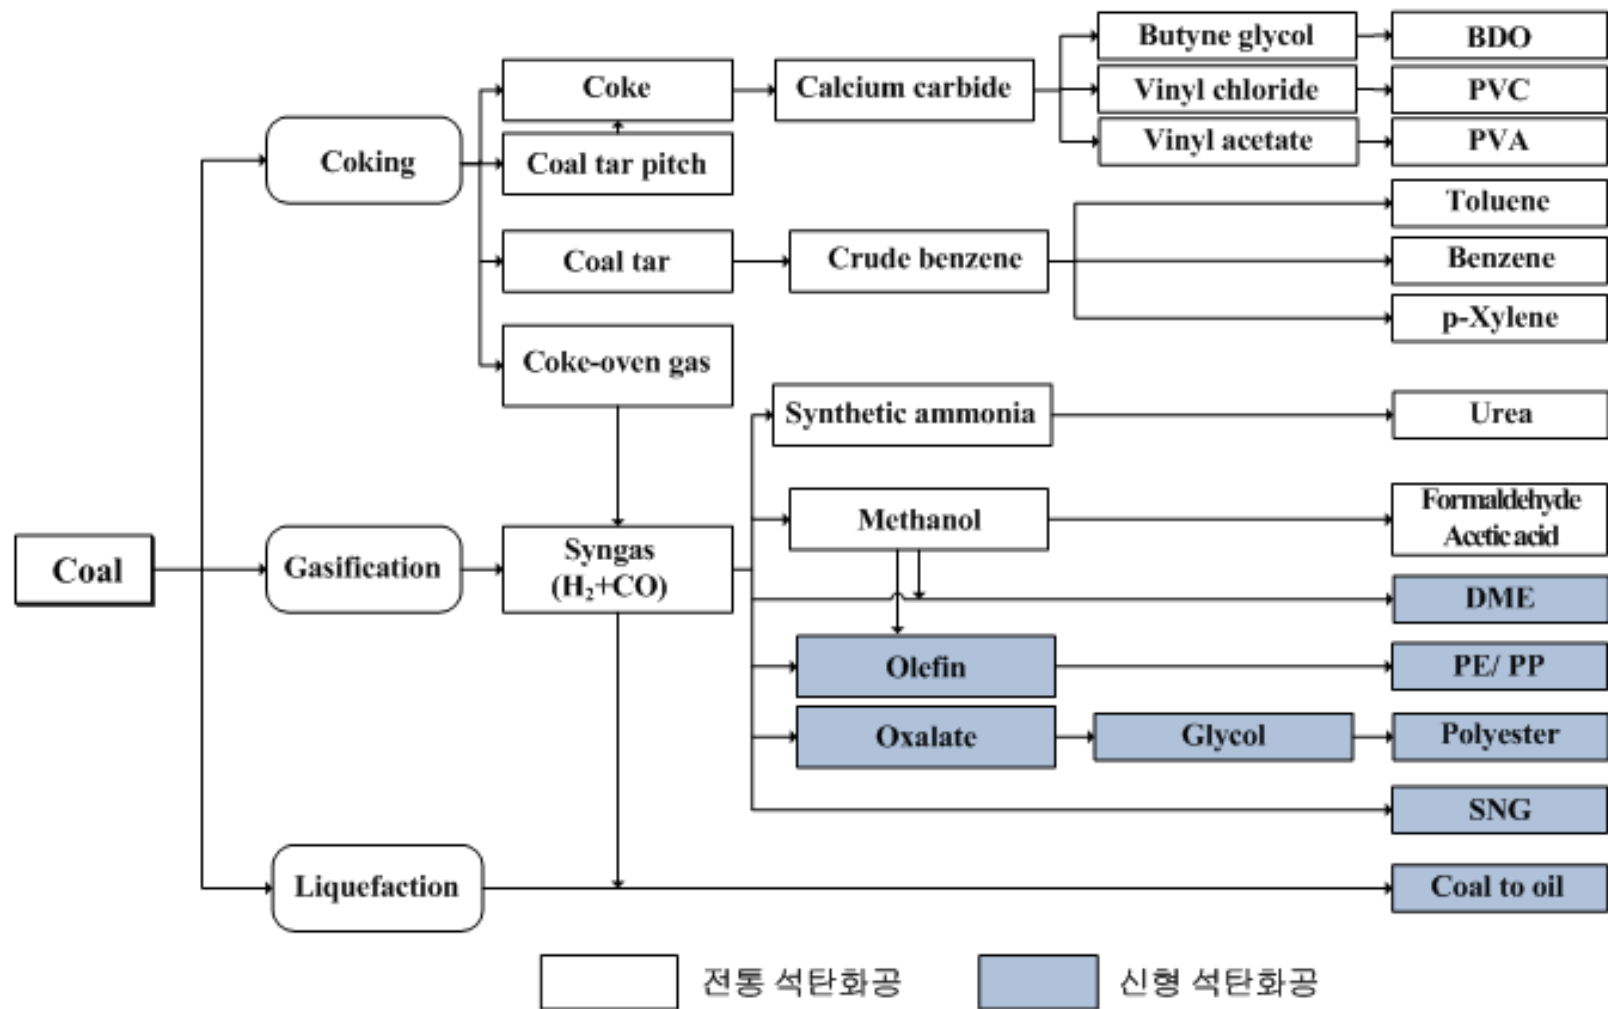 Butyne glycol
BDO
Coke
Calcium carbide
Vinyl chloride
PVC
Coking
Coal tar pitch
Vinyl acetate
PVA
Toluene
Coal tar
Crude benzene
Benzene
p-Xylene
Coke-oven gas
Synthetic ammonia
Urea
Methanol
Formaldehyde
Acetic acid
Coal
Gasification
Syngas
(H₂+CO)
DME
Olefin
PE/ PP
Oxalate
Glycol
Polyester
SNG
Liquefaction
Coal to oil
전통 석탄화공
신형 석탄화공